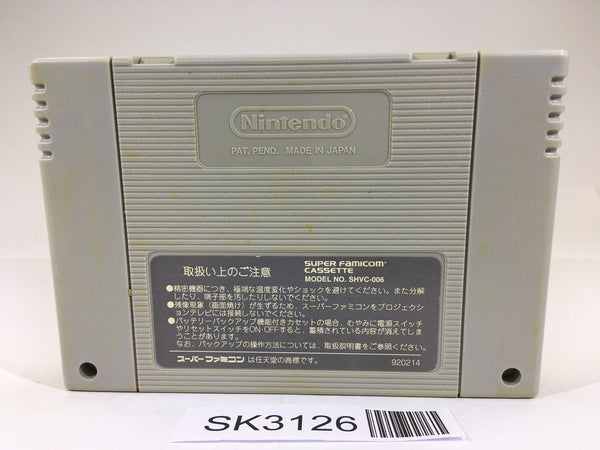 Nintendo
PAT. PEND. MADE IN JAPAN
取扱い上のご注意
SUPER FAMICOM
CASSETTE
MODEL NO. SHVC-006
●精密機器につき、極端な温度変化やショックを避けてください。また分解
したり、端子部を汚したりしないでください。
●残像現象(画面焼け)が生ずるため、スーパーファミコンをプロジェクシ
ョンテレビには接続しないでください。
●バッテリーバックアップ機能付きカセットの場合、むやみに電源スイッチ
やリセットスイッチをON・OFFすると、蓄積されている内容が消えてしま
うことがあります。
なお、バックアップの操作方法については、取扱説明書をご参照ください。
スーパーファミコン は任天堂の商標です。
920214
SK3126